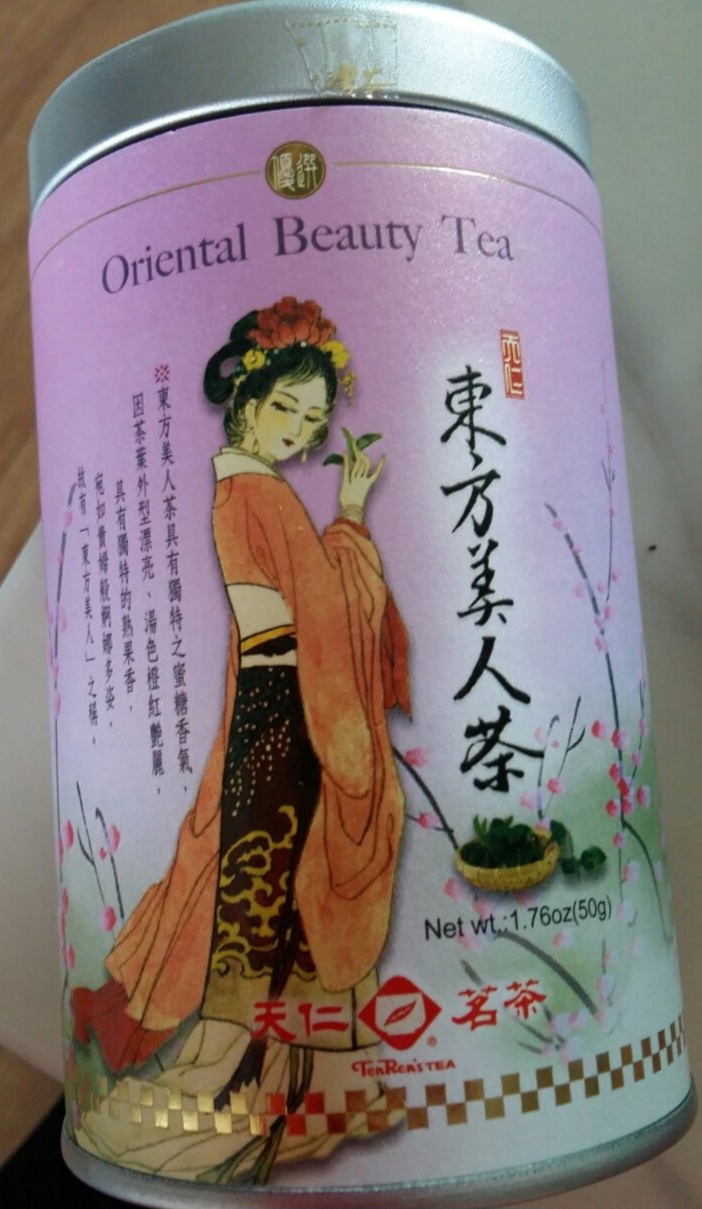 優選
Oriental Beauty Tea
天仁
東方美人茶
※東方美人茶具有獨特之蜜糖香氣，
因茶葉外型漂亮、湯色橙紅艷麗，
具有獨特的熟果香，
宛如貴婦般婀娜多姿，
故有「東方美人」之稱。
Net wt.:1.76oz(50g)
天仁 茗茶
®
TenRen's TEA